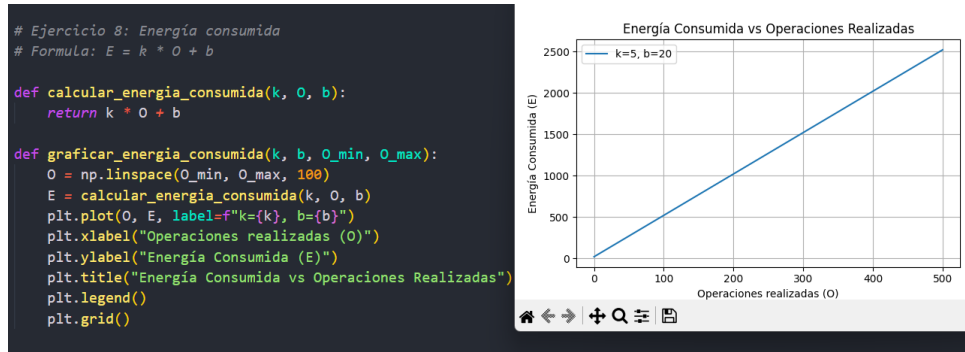 # Ejercicio 8: Energía consumida
# Formula: E = k * O + b
def calcular_energia_consumida(k, O, b):
return k * O + b
def graficar_energia_consumida(k, b, O_min, O_max):
O = np.linspace(O_min, O_max, 100)
E = calcular_energia_consumida(k, O, b)
plt.plot(O, E, label=f"k={k}, b={b}")
plt.xlabel("Operaciones realizadas (O)")
plt.ylabel("Energía Consumida (E)")
plt.title("Energía Consumida vs Operaciones Realizadas")
plt.legend()
plt.grid()
Energía Consumida vs Operaciones Realizadas
k=5, b=20
Energía Consumida (E)
2500
2000
1500
1000
500
0
0 100 200 300 400 500
Operaciones realizadas (O)